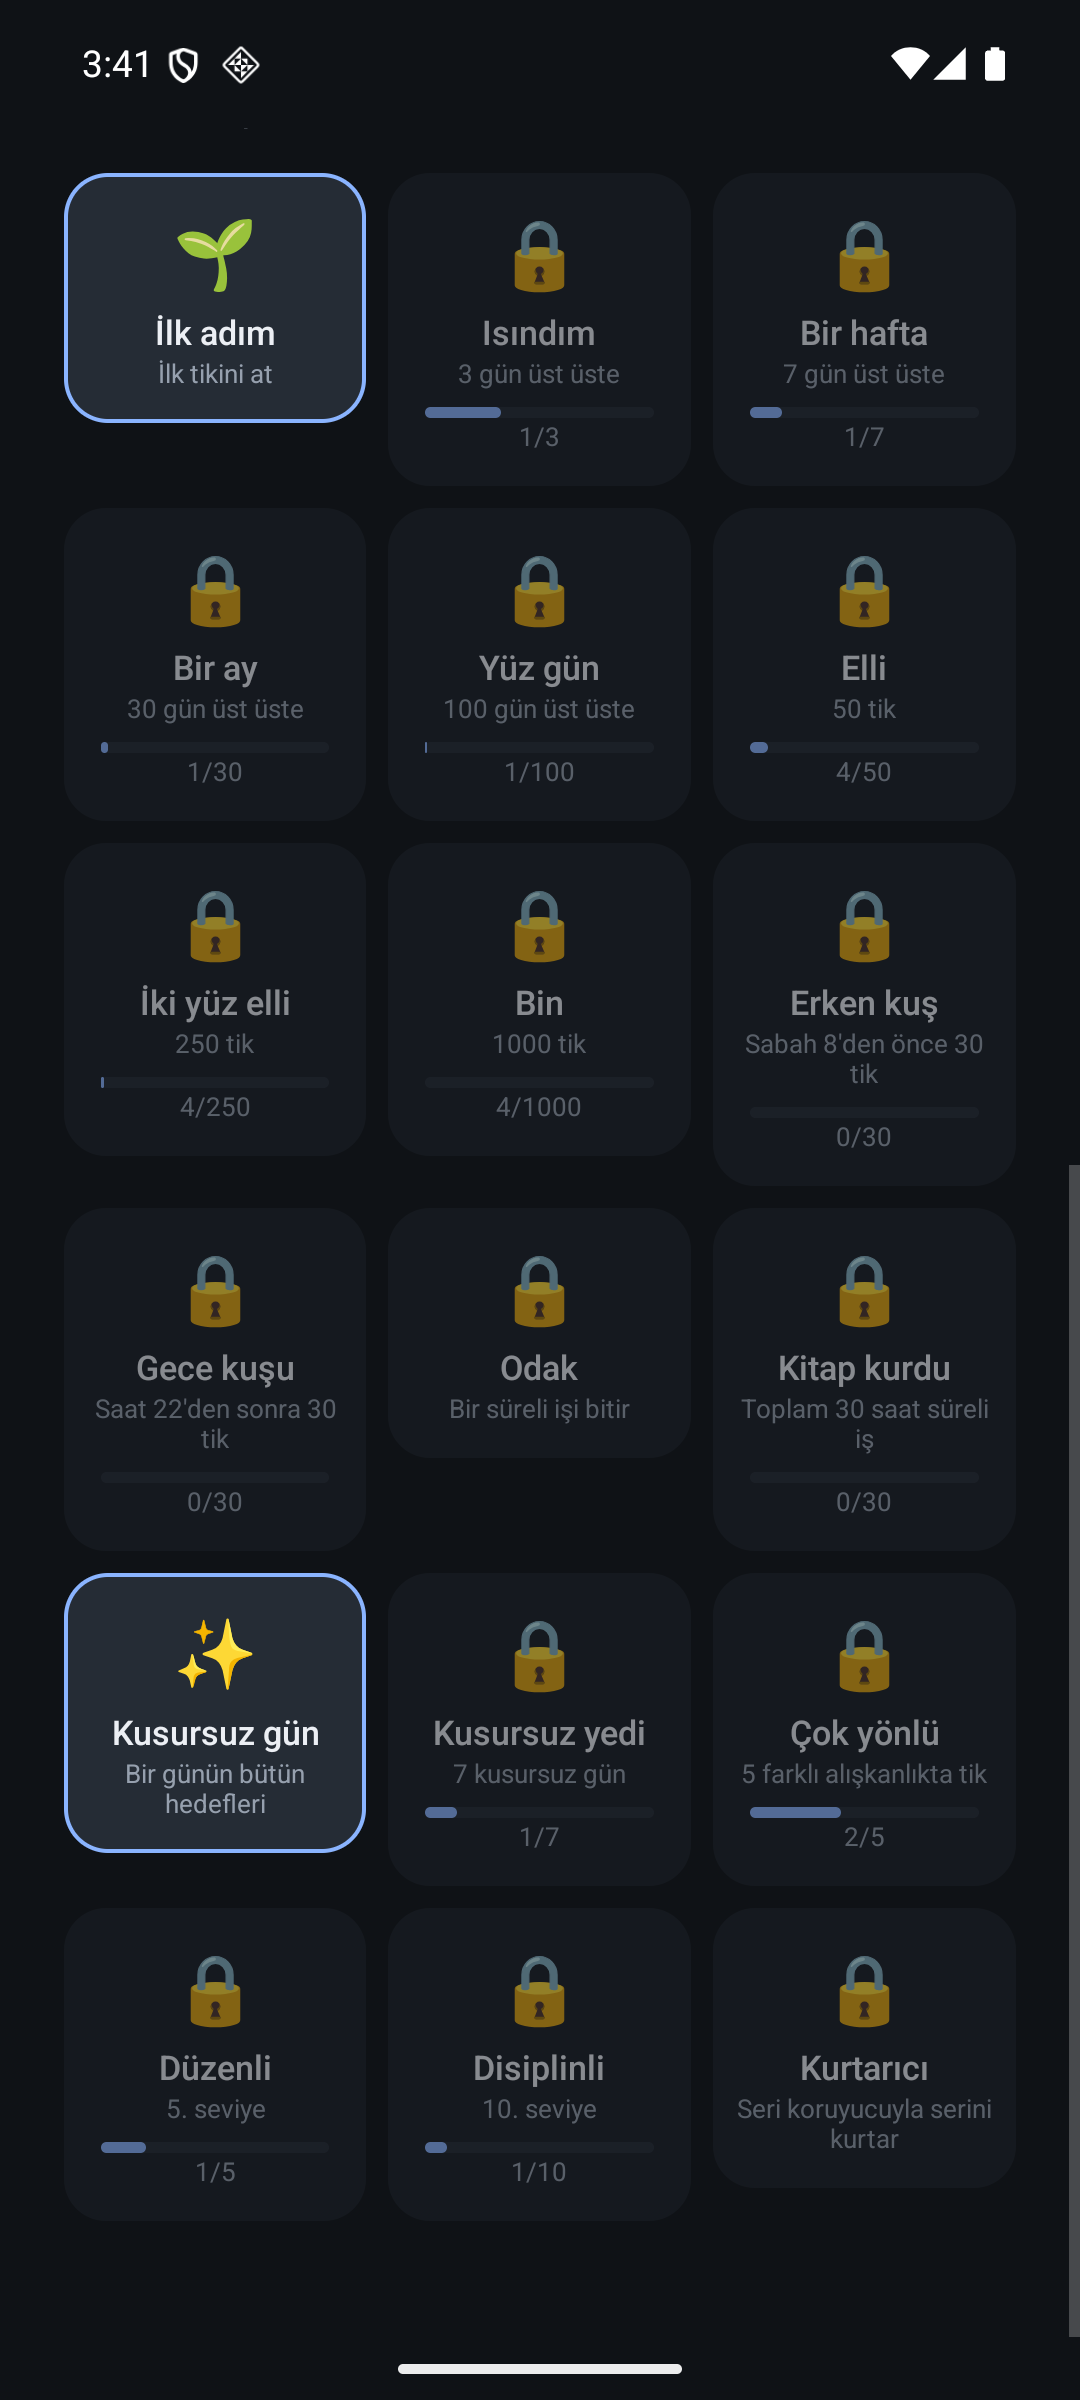 3:41
İlk adım
İlk tikini at
Isındım
3 gün üst üste
1/3
Bir hafta
7 gün üst üste
1/7
Bir ay
30 gün üst üste
1/30
Yüz gün
100 gün üst üste
1/100
Elli
50 tik
4/50
İki yüz elli
250 tik
4/250
Bin
1000 tik
4/1000
Erken kuş
Sabah 8'den önce 30
tik
0/30
Gece kuşu
Saat 22'den sonra 30
tik
0/30
Odak
Bir süreli işi bitir
Kitap kurdu
Toplam 30 saat süreli
iş
0/30
Kusursuz gün
Bir günün bütün
hedefleri
Kusursuz yedi
7 kusursuz gün
1/7
Çok yönlü
5 farklı alışkanlıkta tik
2/5
Düzenli
5. seviye
1/5
Disiplinli
10. seviye
1/10
Kurtarıcı
Seri koruyucuyla serini
kurtar